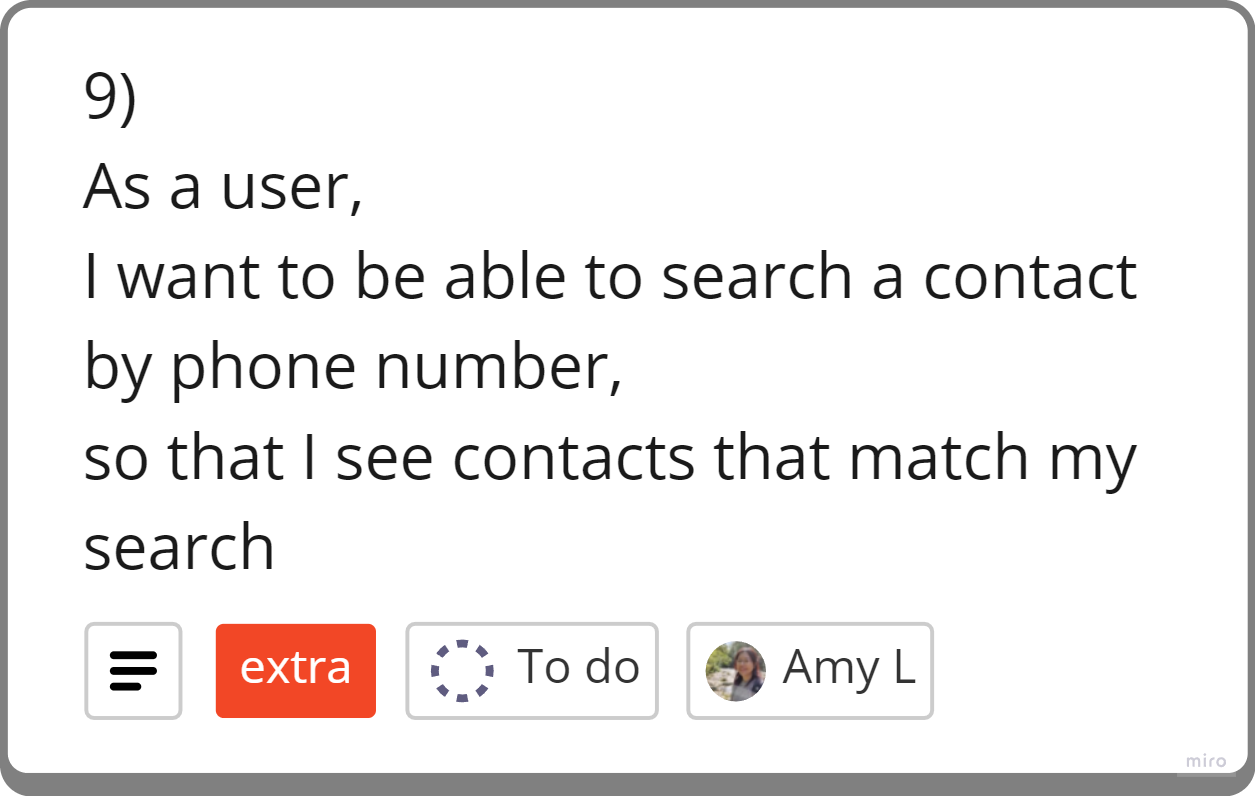 9)
As a user,
I want to be able to search a contact
by phone number,
so that I see contacts that match my
search
extra
To do
Amy L
miro